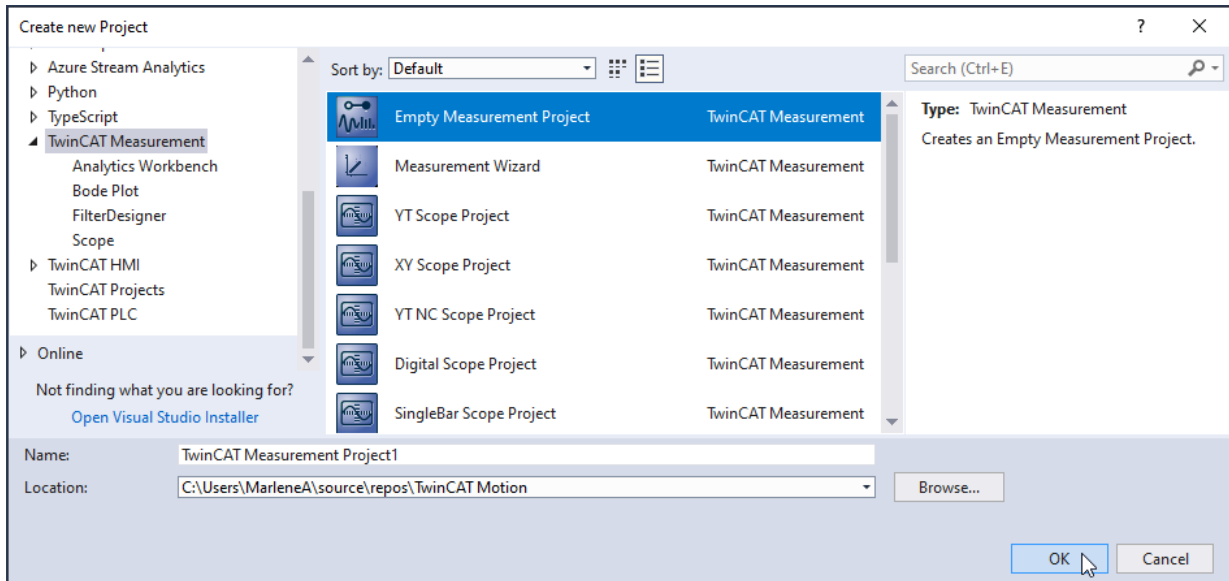 Create new Project
?
Azure Stream Analytics
Python
TypeScript
TwinCAT Measurement
Analytics Workbench
Bode Plot
FilterDesigner
Scope
TwinCAT HMI
TwinCAT Projects
TwinCAT PLC
Online
Not finding what you are looking for?
Open Visual Studio Installer
Sort by: Default
Empty Measurement Project TwinCAT Measurement
Measurement Wizard TwinCAT Measurement
YT Scope Project TwinCAT Measurement
XY Scope Project TwinCAT Measurement
YT NC Scope Project TwinCAT Measurement
Digital Scope Project TwinCAT Measurement
SingleBar Scope Project TwinCAT Measurement
Search (Ctrl+E)
Type: TwinCAT Measurement
Creates an Empty Measurement Project.
Name: TwinCAT Measurement Project1
Location: C:\Users\MarleneA\source\repos\TwinCAT Motion Browse...
OK Cancel